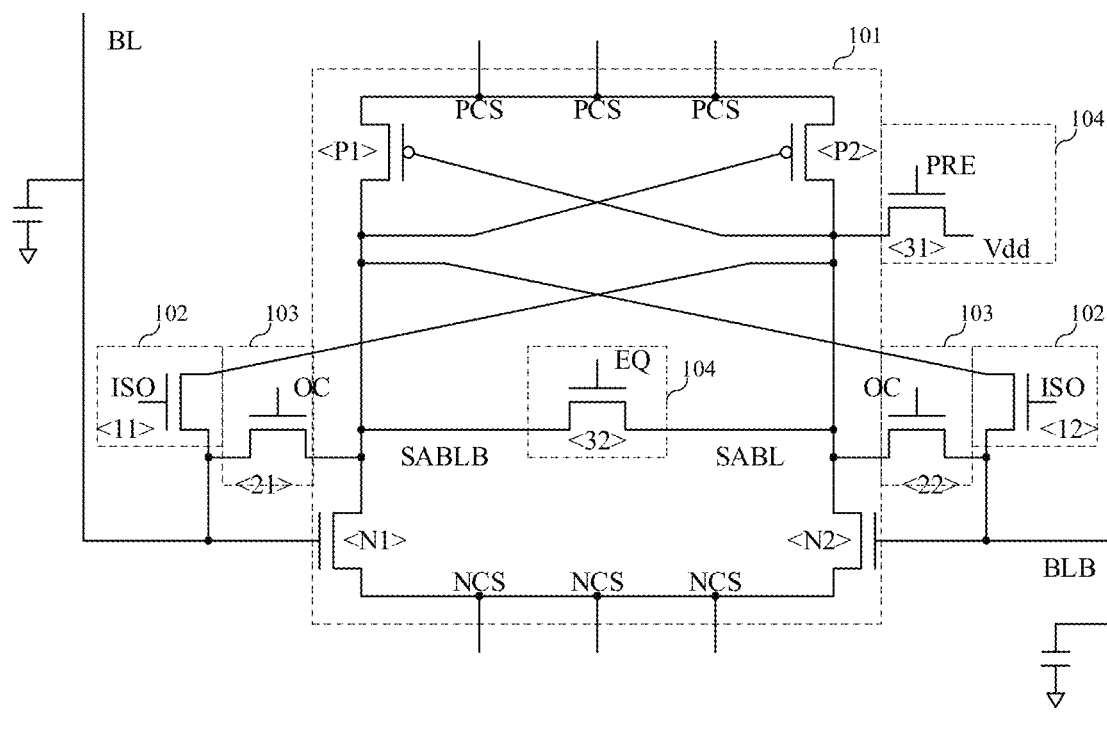 BL
101
PCS PCS PCS
104
<P1>
<P2>
PRE
<31>
Vdd
102
103
103
102
ISO
OC
EQ
104
OC
ISO
<11>
<32>
<12>
SABLB
SABL
<21>
<22>
<N1>
<N2>
NCS NCS NCS
BLB